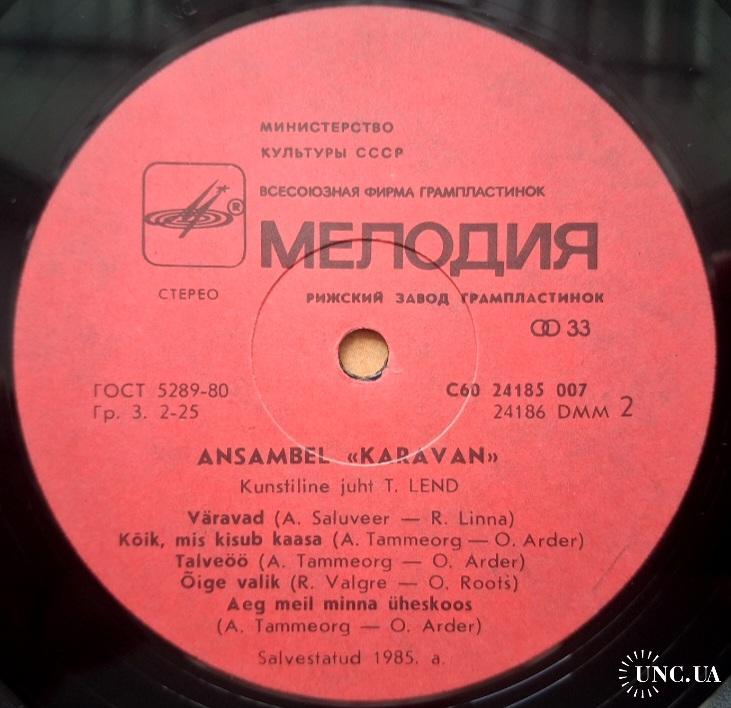 МИНИСТЕРСТВО
КУЛЬТУРЫ СССР
ВСЕСОЮЗНАЯ ФИРМА ГРАМПЛАСТИНОК
®
МЕЛОДИЯ
СТЕРЕО
РИЖСКИЙ ЗАВОД ГРАМПЛАСТИНОК
33
ГОСТ 5289-80
Гр. 3. 2-25
С60 24185 007
24186 DMM 2
ANSAMBEL «KARAVAN»
Kunstiline juht T. LEND
Väravad (A. Saluveer — R. Linna)
Kõik, mis kisub kaasa (A. Tammeorg — O. Arder)
Talveöö (A. Tammeorg — O. Arder)
Õige valik (R. Valgre — O. Roots)
Aeg meil minna üheskoos
(A. Tammeorg — O. Arder)
Salvestatud 1985. a.
UNC.UA